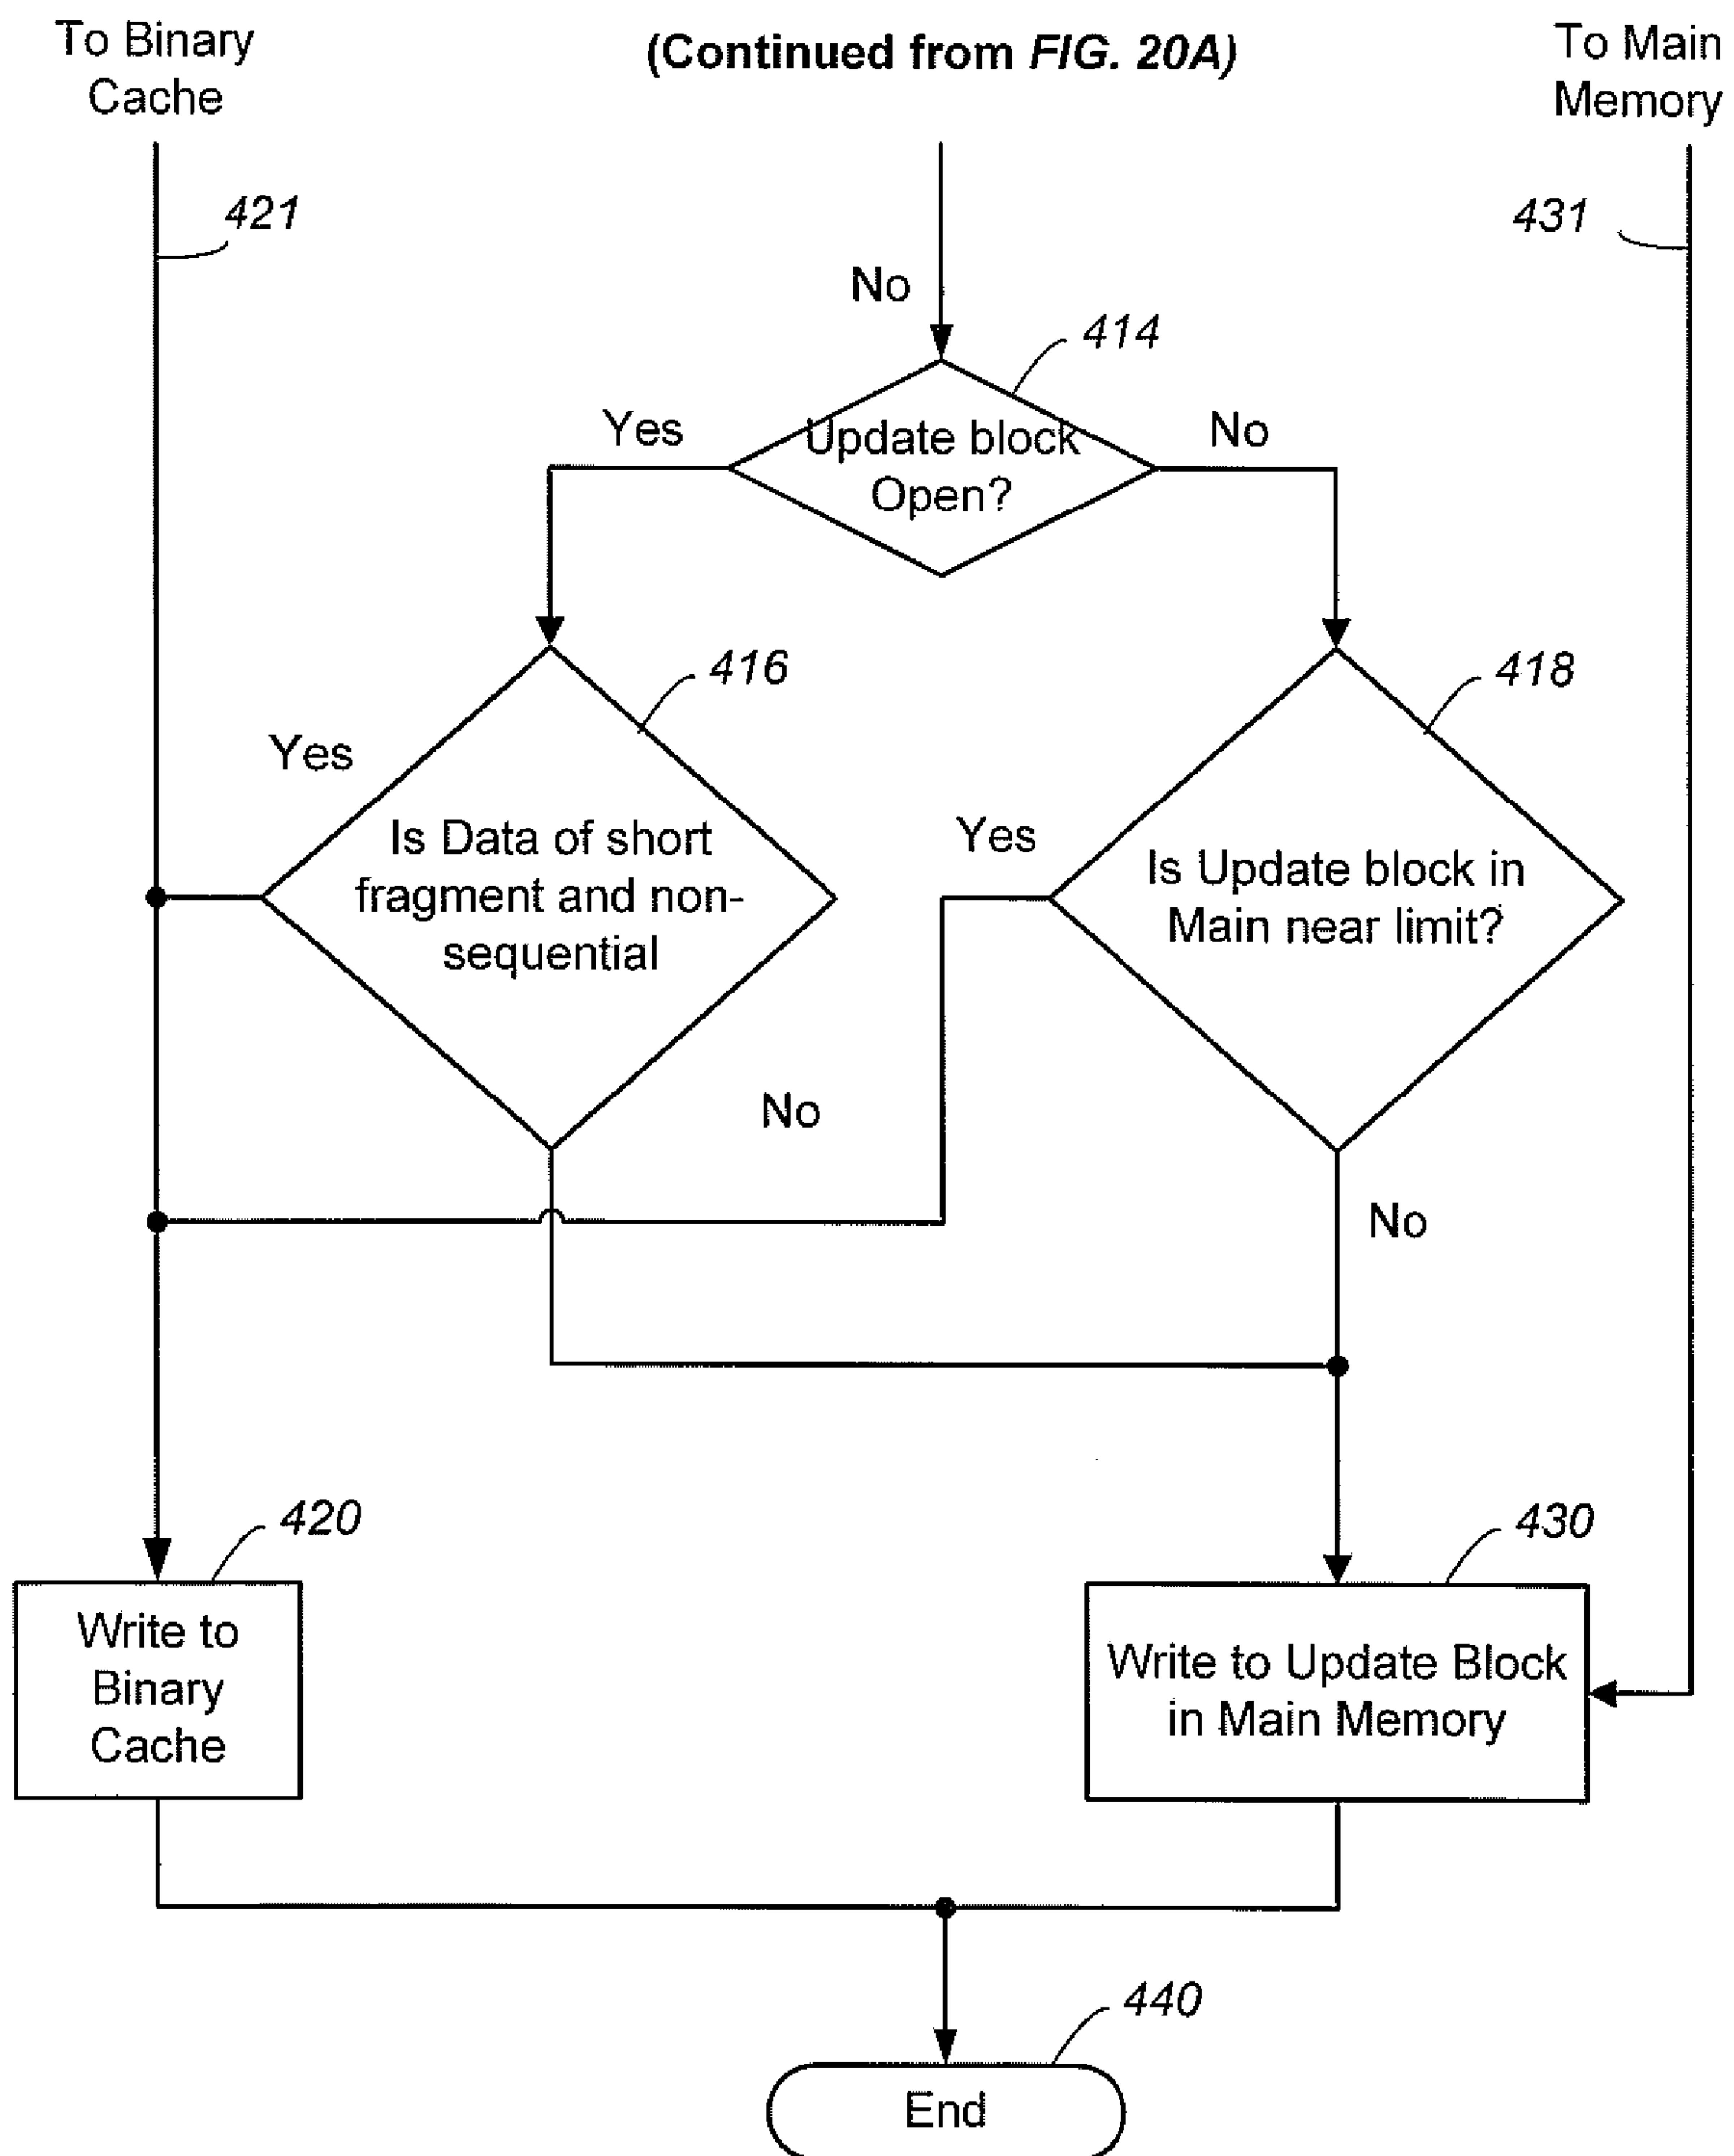 To Binary
Cache
(Continued from FIG. 20A)
To Main
Memory
421
431
No
414
Yes
Update block
Open?
No
416
418
Yes
Is Data of short
fragment and non-
sequential
Yes
Is Update block in
Main near limit?
No
No
420
430
Write to
Binary
Cache
Write to Update Block
in Main Memory
440
End